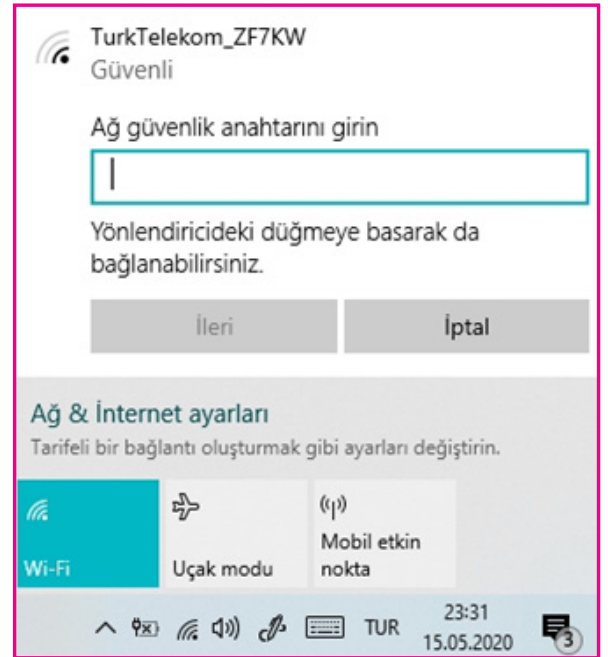 TurkTelekom_ZF7KW
Güvenli
Ağ güvenlik anahtarını girin
Yönlendiricideki düğmeye basarak da
bağlanabilirsiniz.
İleri İptal
Ağ & İnternet ayarları
Tarifeli bir bağlantı oluşturmak gibi ayarları değiştirin.
Wi-Fi
Uçak modu
Mobil etkin
nokta
TUR
23:31
15.05.2020
3